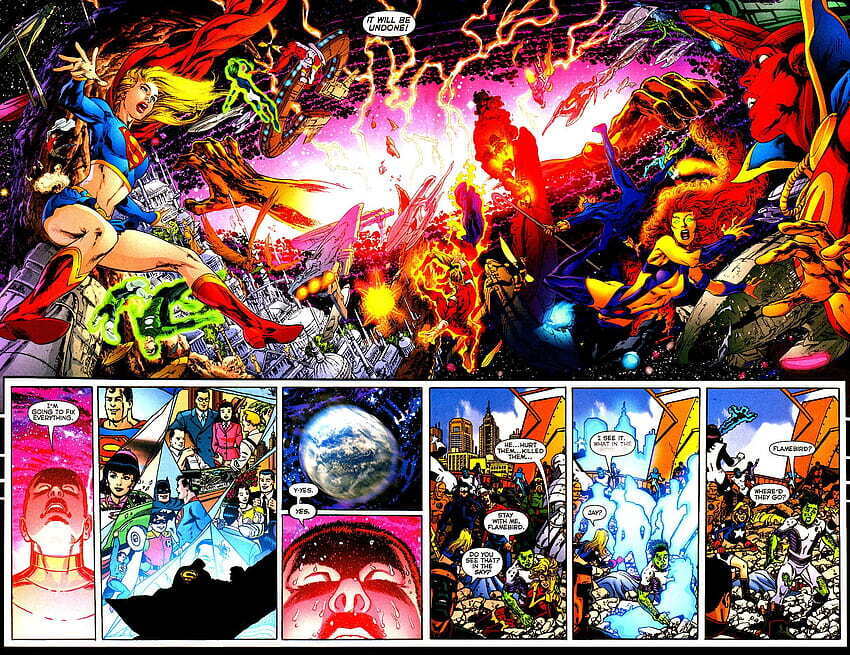 IT WILL BE
UNDONE!
I'M
GOING TO FIX
EVERYTHING.
Y-YES.
YES.
HE...HURT
THEM...KILLED
THEM...
STAY
WITH ME,
FLAMEBIRD.
DO YOU
SEE THAT?
IN THE
SKY?
I SEE IT.
WHAT IN THE
JAY?
FLAMEBIRD?
WHERE'D
THEY GO?